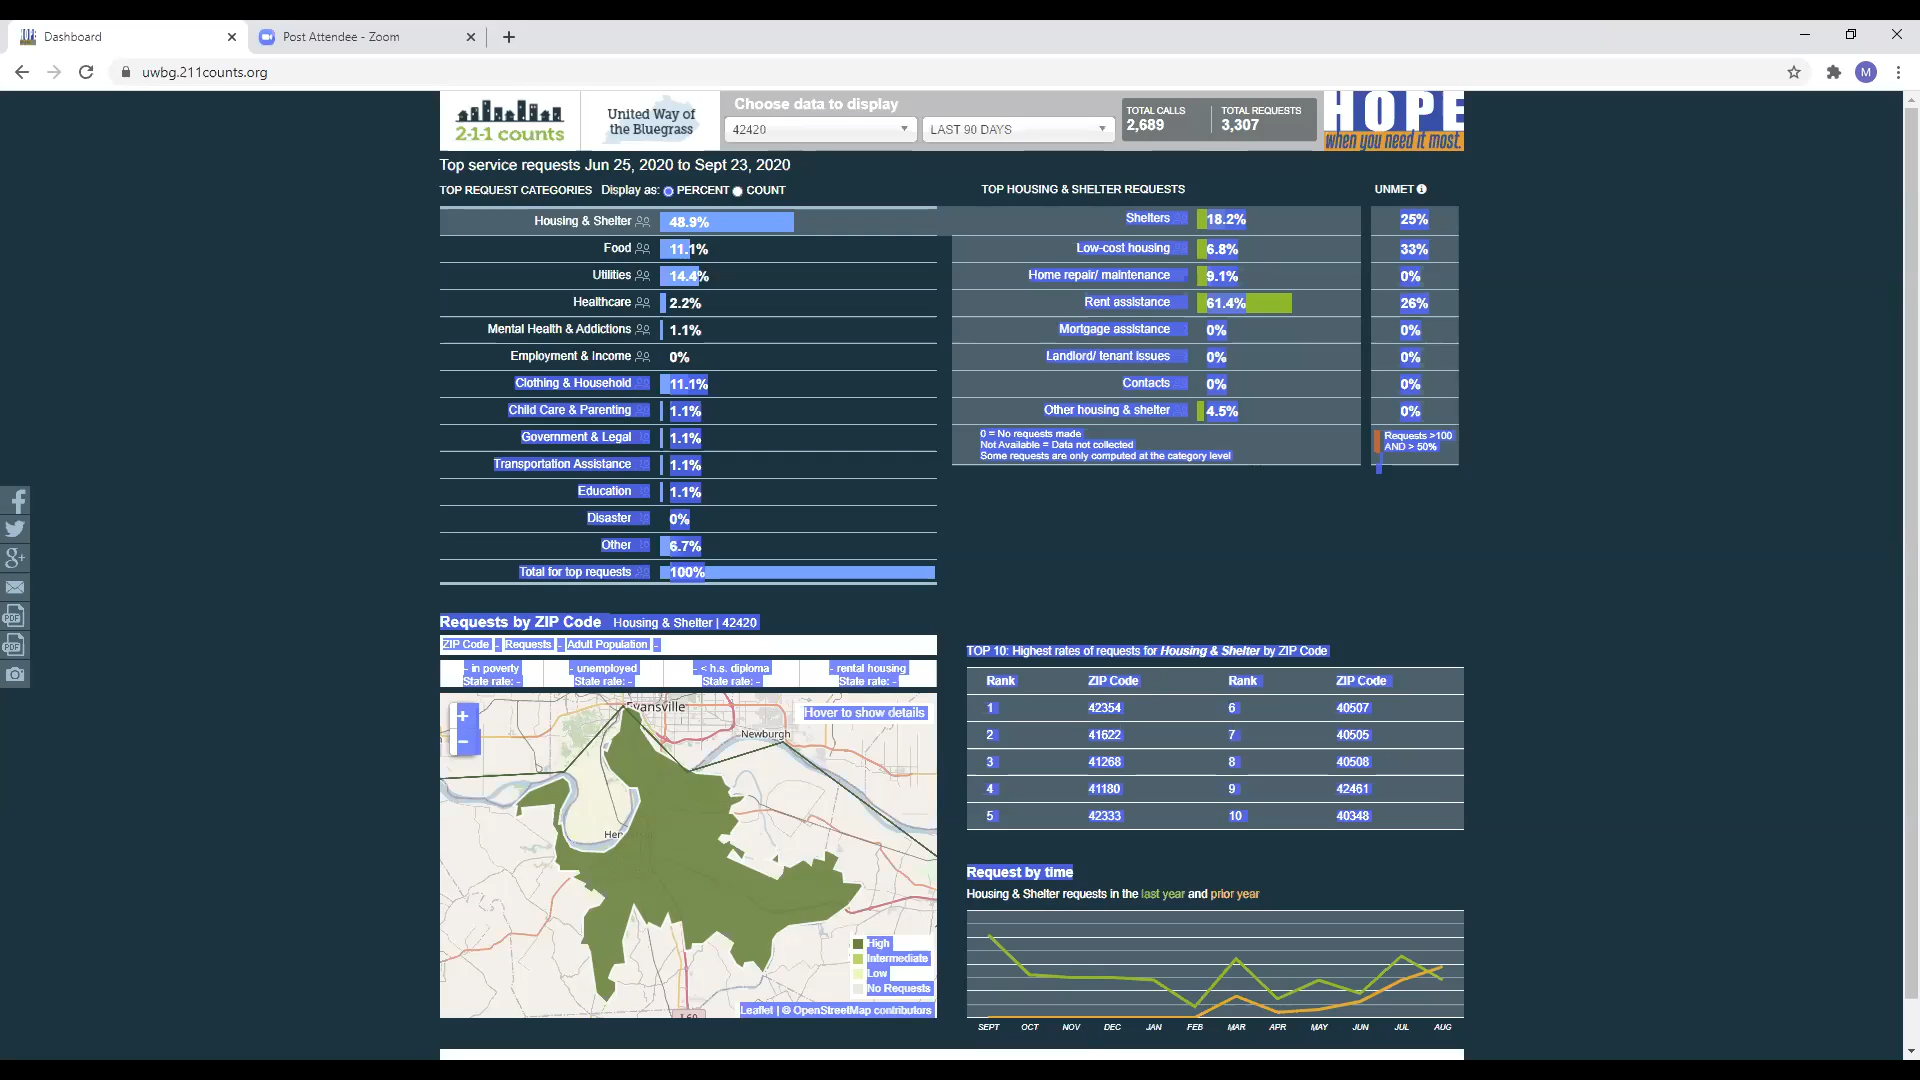 Dashboard
Post Attendee - Zoom
uwbg.211counts.org
M
2-1-1 counts
United Way of
the Bluegrass
Choose data to display
42420
LAST 90 DAYS
TOTAL CALLS
2,689
TOTAL REQUESTS
3,307
HOPE
when you need it most.
Top service requests Jun 25, 2020 to Sept 23, 2020
TOP REQUEST CATEGORIES Display as: PERCENT COUNT
Housing & Shelter 48.9%
Food 11.1%
Utilities 14.4%
Healthcare 2.2%
Mental Health & Addictions 1.1%
Employment & Income 0%
Clothing & Household 11.1%
Child Care & Parenting 1.1%
Government & Legal 1.1%
Transportation Assistance 1.1%
Education 1.1%
Disaster 0%
Other 6.7%
Total for top requests 100%
TOP HOUSING & SHELTER REQUESTS UNMET
Shelters 18.2% 25%
Low-cost housing 6.8% 33%
Home repair/ maintenance 9.1% 0%
Rent assistance 61.4% 26%
Mortgage assistance 0% 0%
Landlord/ tenant issues 0% 0%
Contacts 0% 0%
Other housing & shelter 4.5% 0%
0 = No requests made
Not Available = Data not collected
Some requests are only computed at the category level
Requests >100
AND > 50%
Requests by ZIP Code Housing & Shelter | 42420
ZIP Code - Requests - Adult Population -
- in poverty
State rate: -
- unemployed
State rate: -
- < h.s. diploma
State rate: -
- rental housing
State rate: -
+
−
Evansville
Newburgh
Hover to show details
High
Intermediate
Low
No Requests
Leaflet | © OpenStreetMap contributors
TOP 10: Highest rates of requests for Housing & Shelter by ZIP Code
Rank ZIP Code Rank ZIP Code
1 42354 6 40507
2 41622 7 40505
3 41268 8 40508
4 41180 9 42461
5 42333 10 40348
Request by time
Housing & Shelter requests in the last year and prior year
SEPT OCT NOV DEC JAN FEB MAR APR MAY JUN JUL AUG